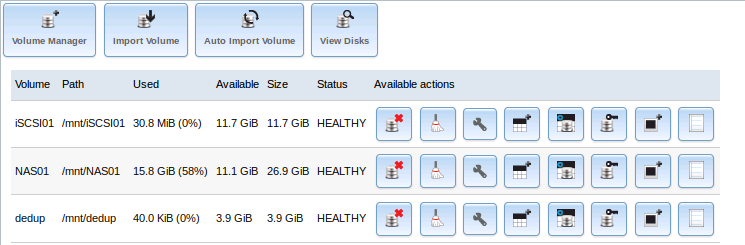 Volume Manager Import Volume Auto Import Volume View Disks
Volume Path Used Available Size Status Available actions
iSCSI01 /mnt/iSCSI01 30.8 MiB (0%) 11.7 GiB 11.7 GiB HEALTHY
NAS01 /mnt/NAS01 15.8 GiB (58%) 11.1 GiB 26.9 GiB HEALTHY
dedup /mnt/dedup 40.0 KiB (0%) 3.9 GiB 3.9 GiB HEALTHY